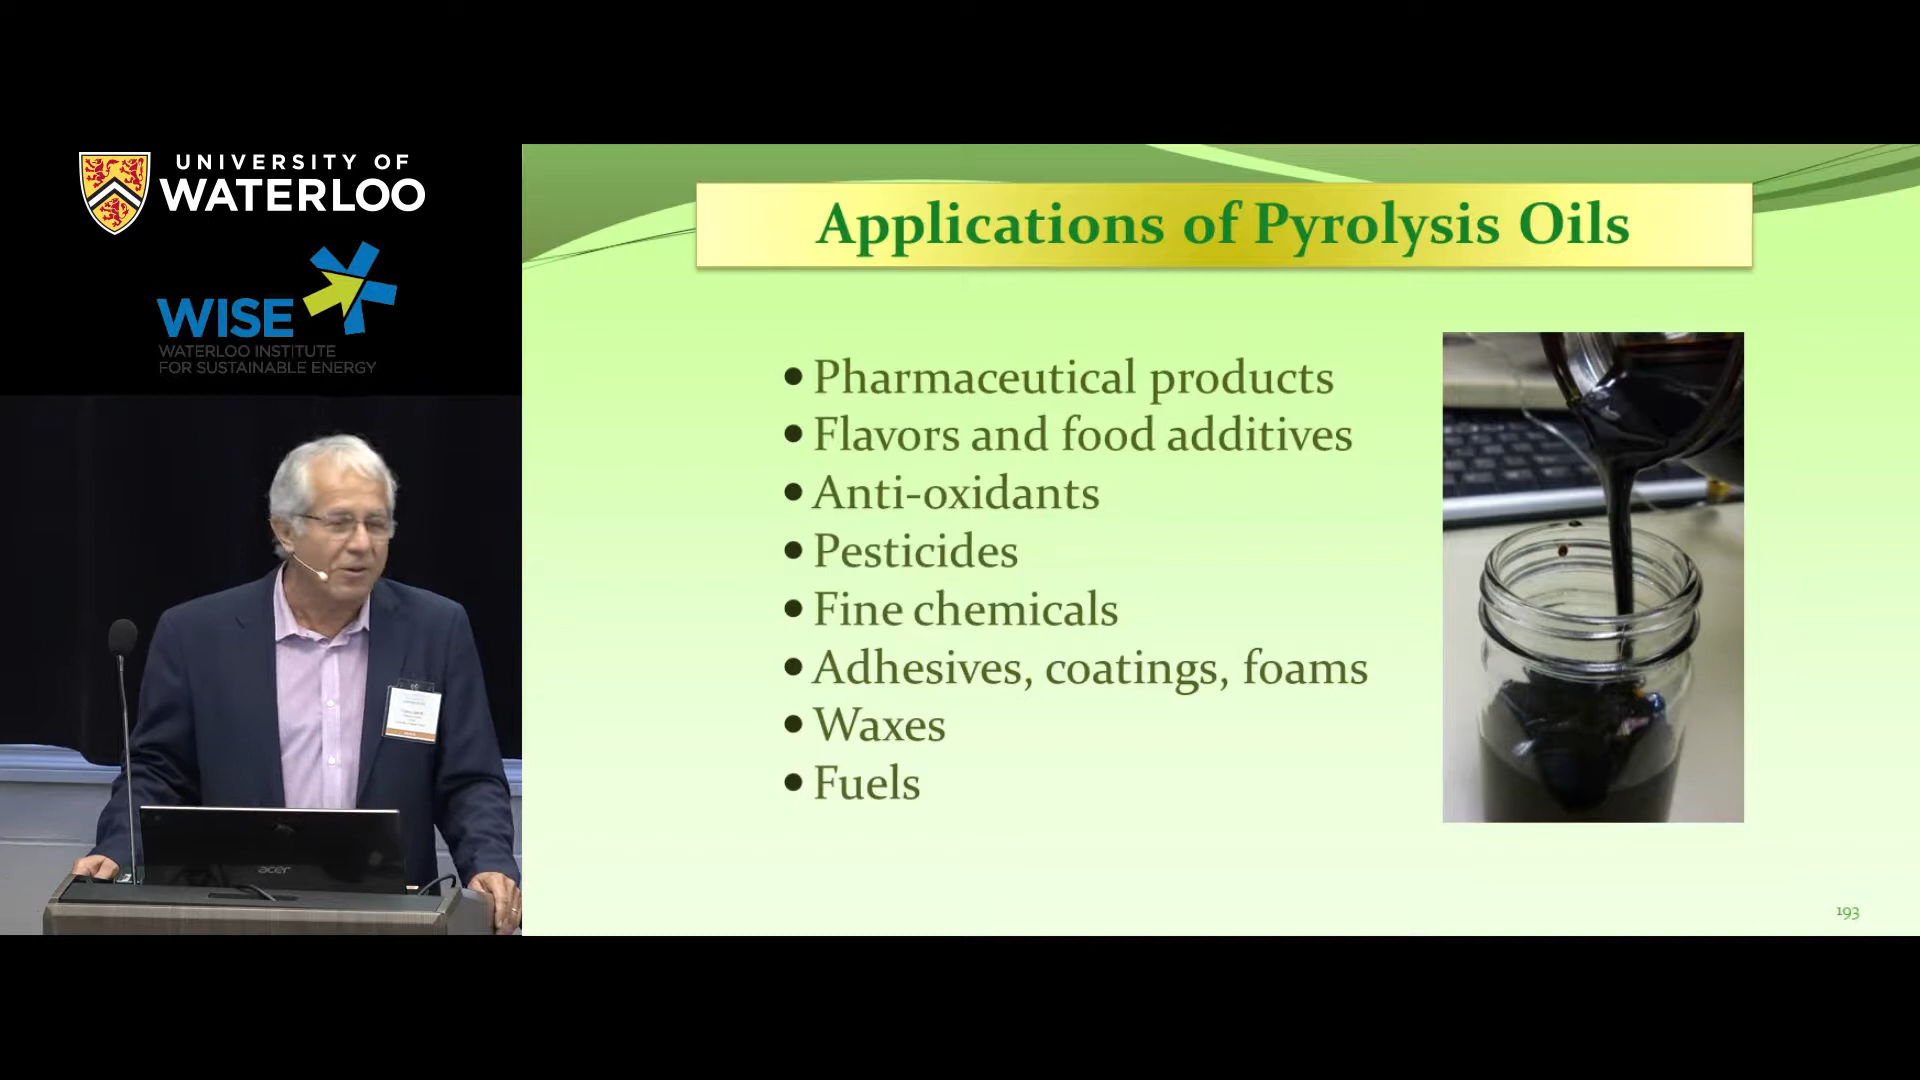 UNIVERSITY OF
WATERLOO
WISE
WATERLOO INSTITUTE
FOR SUSTAINABLE ENERGY
acer
Applications of Pyrolysis Oils
• Pharmaceutical products
• Flavors and food additives
• Anti-oxidants
• Pesticides
• Fine chemicals
• Adhesives, coatings, foams
• Waxes
• Fuels
193